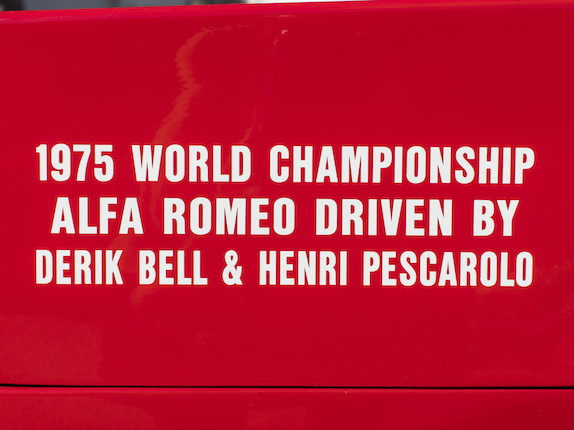 1975 WORLD CHAMPIONSHIP
ALFA ROMEO DRIVEN BY
DERIK BELL & HENRI PESCAROLO